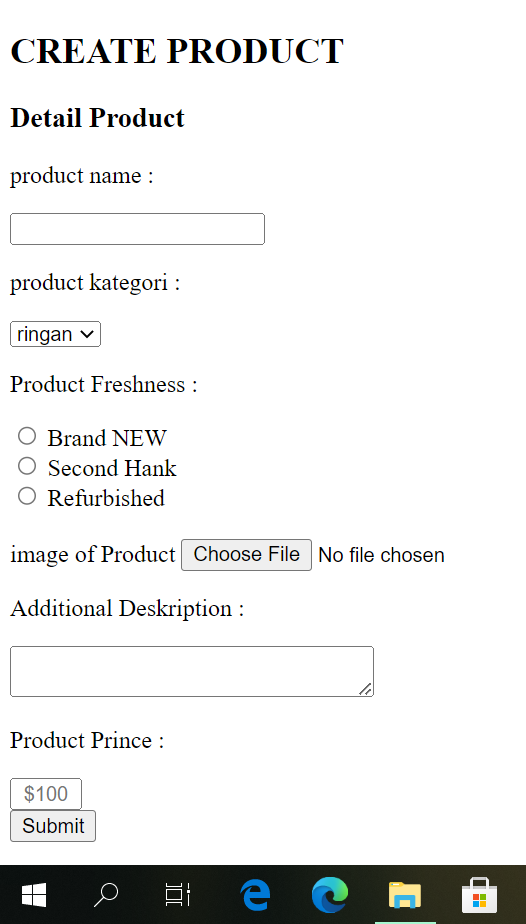 CREATE PRODUCT
Detail Product
product name :
product kategori :
ringan
Product Freshness :
Brand NEW
Second Hank
Refurbished
image of Product Choose File No file chosen
Additional Deskription :
Product Prince :
$100
Submit